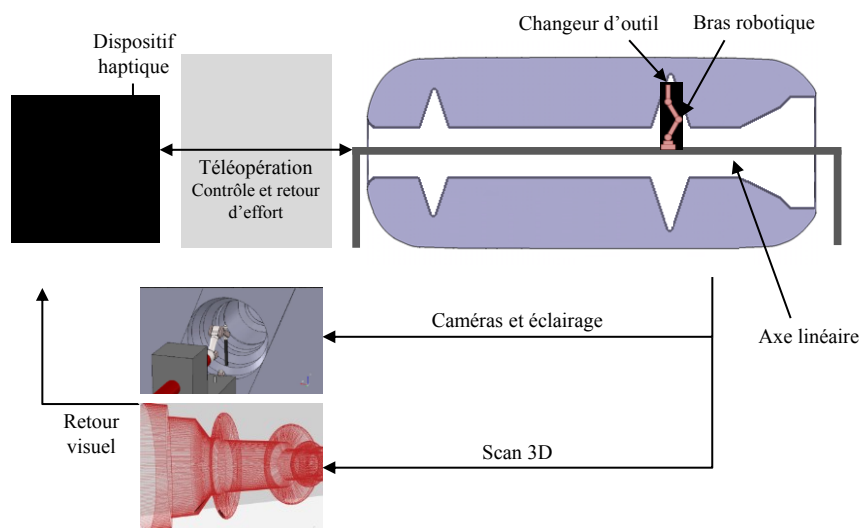 Changeur d'outil
Bras robotique
Dispositif
haptique
Téléopération
Contrôle et retour
d'effort
Caméras et éclairage
Axe linéaire
Retour
visuel
Scan 3D